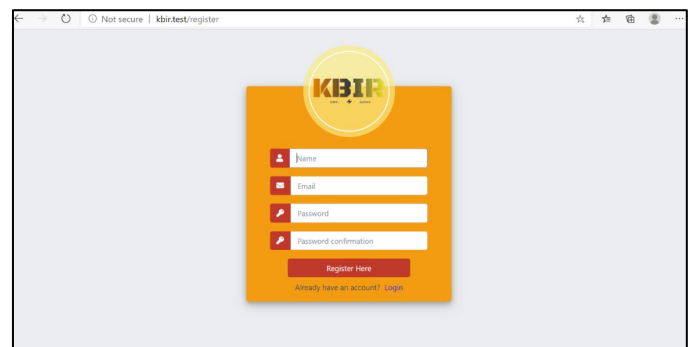 Not secure | kbir.test/register
KBIR
Name
Email
Password
Password confirmation
Register Here
Already have an account? Login